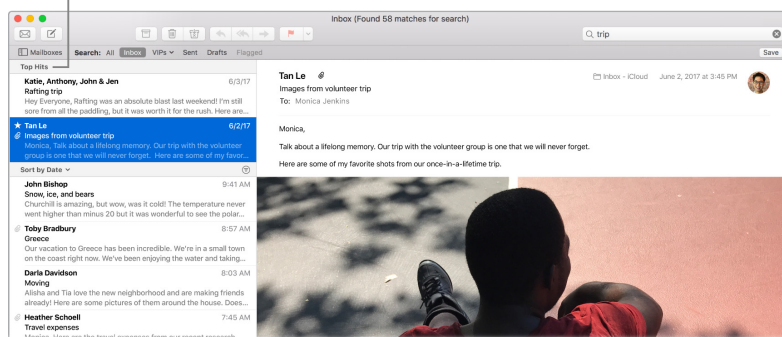 Inbox (Found 58 matches for search)
trip
Mailboxes Search: All Inbox VIPs Sent Drafts Flagged Save
Top Hits
Katie, Anthony, John & Jen 6/3/17
Rafting trip
Hey Everyone, Rafting was an absolute blast last weekend! I'm still
sore from all the paddling, but it was worth it for the rush. Here are...
Tan Le 6/2/17
Images from volunteer trip
Monica, Talk about a lifelong memory. Our trip with the volunteer
group is one that we will never forget. Here are some of my favor...
Sort by Date
John Bishop 9:41 AM
Snow, ice, and bears
Churchill is amazing, but wow, was it cold! The temperature never
went higher than minus 20 but it was wonderful to see the polar...
Toby Bradbury 8:57 AM
Greece
Our vacation to Greece has been incredible. We're in a small town
on the coast right now. We've been enjoying the water and taking...
Darla Davidson 8:03 AM
Moving
Alisha and Tia love the new neighborhood and are making friends
already! Here are some pictures of them around the house. Does...
Heather Schoell 7:45 AM
Travel expenses
Monica, Here are the travel expenses from our recent research
Tan Le Inbox - iCloud June 2, 2017 at 3:45 PM
Images from volunteer trip
To: Monica Jenkins
Monica,
Talk about a lifelong memory. Our trip with the volunteer group is one that we will never forget.
Here are some of my favorite shots from our once-in-a-lifetime trip.